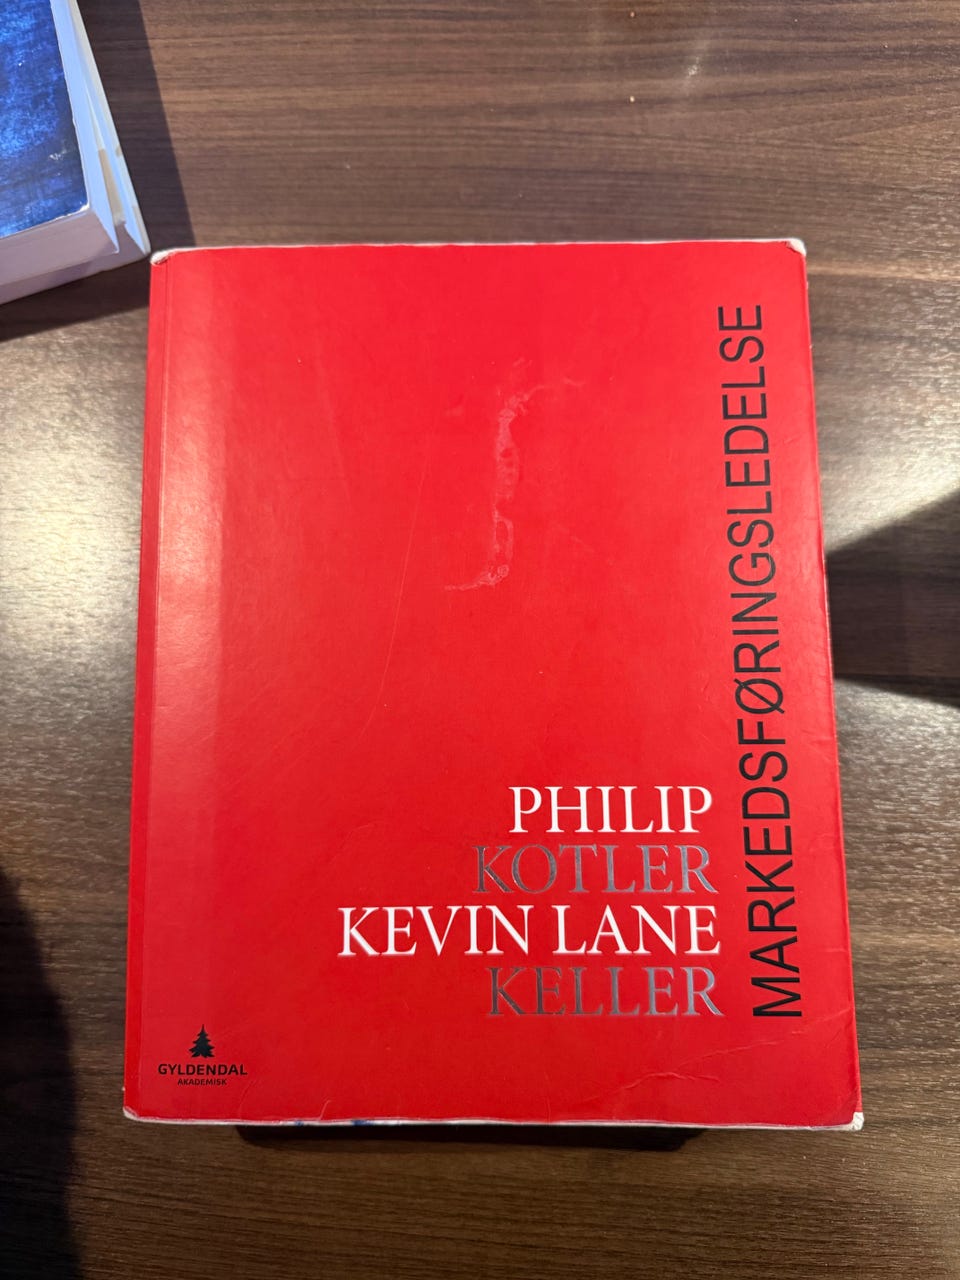 MARKEDSFØRINGSLEDELSE
PHILIP
KOTLER
KEVIN LANE
KELLER
GYLDENDAL
AKADEMISK